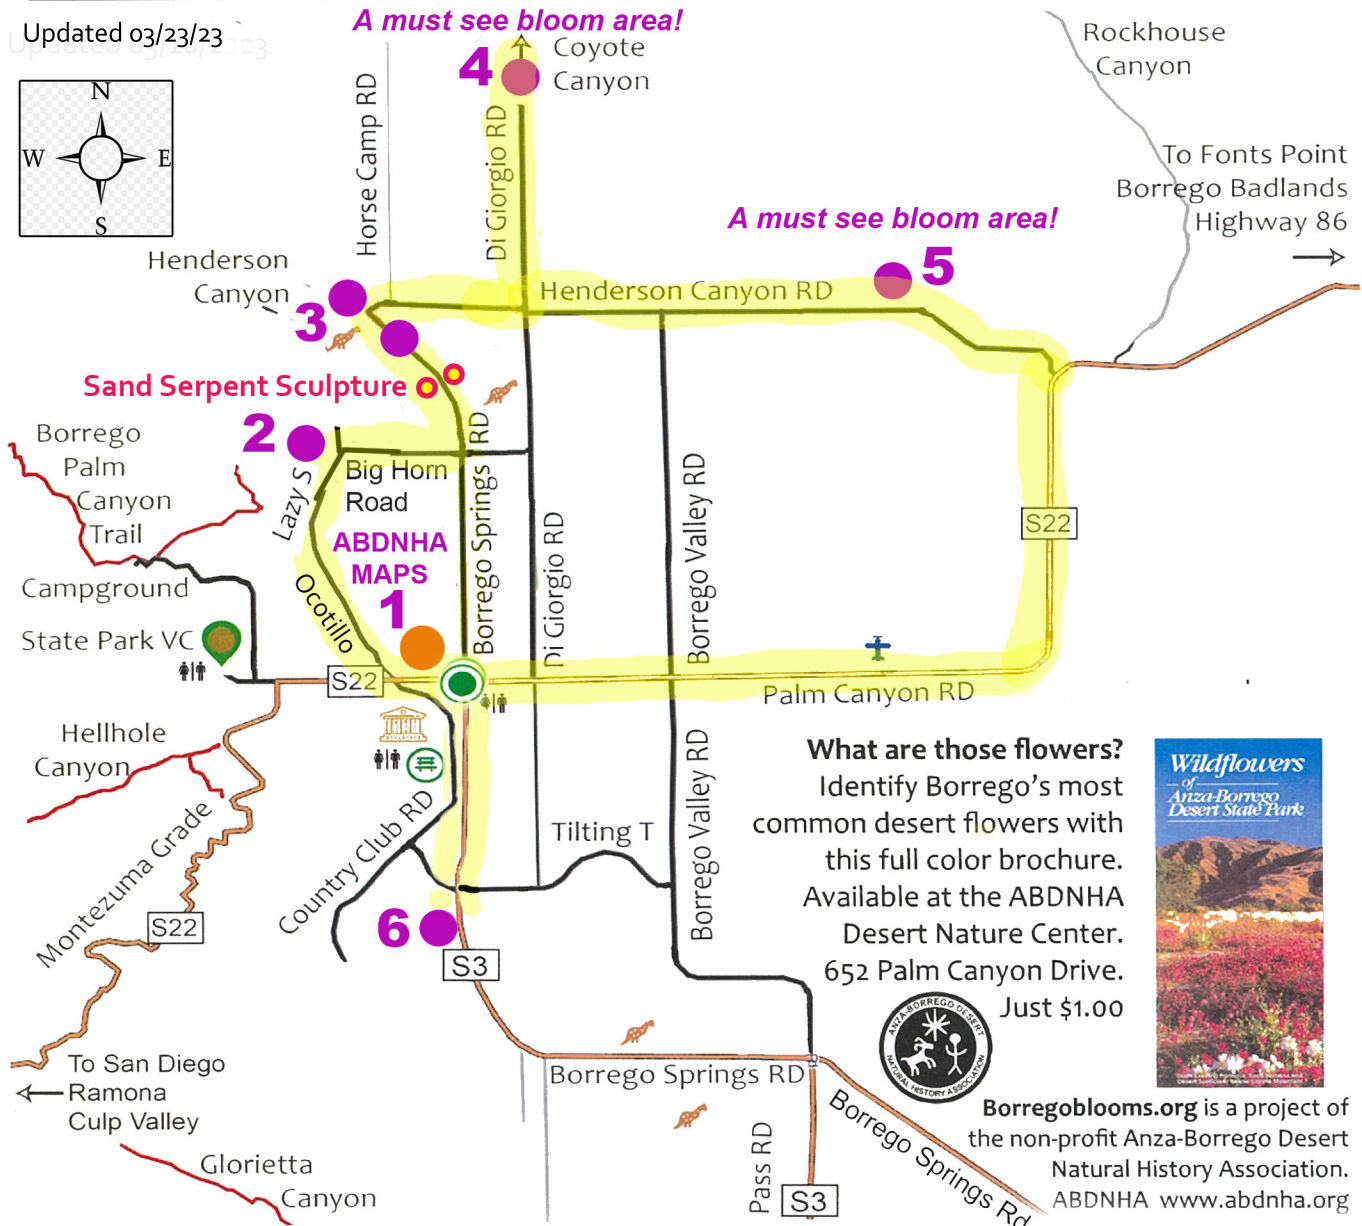 A must see bloom area!
Updated 03/23/23
N
W
E
S
4
Coyote
Canyon
Rockhouse
Canyon
Horse Camp RD
Di Giorgio RD
To Fonts Point
Borrego Badlands
Highway 86
A must see bloom area!
5
Henderson
Canyon
Henderson Canyon RD
3
Sand Serpent Sculpture
2
Borrego
Palm
Canyon
Trail
Big Horn
Road
Lazy S
Borrego Springs RD
Di Giorgio RD
Borrego Valley RD
S22
ABDNHA
MAPS
1
Campground
Ocotillo
State Park VC
S22
Palm Canyon RD
Hellhole
Canyon
Montezuma Grade
S22
Country Club RD
Tilting T
Borrego Valley RD
6
S3
What are those flowers?
Identify Borrego's most
common desert flowers with
this full color brochure.
Available at the ABDNHA
Desert Nature Center.
652 Palm Canyon Drive.
Just $1.00
Wildflowers
of
Anza-Borrego
Desert State Park
ANZA-BORREGO DESERT
NATURAL HISTORY ASSOCIATION
To San Diego
Ramona
Culp Valley
Borrego Springs RD
Borrego Springs Rd
Pass RD
S3
Glorietta
Canyon
Borregoblooms.org is a project of
the non-profit Anza-Borrego Desert
Natural History Association.
ABDNHA www.abdnha.org